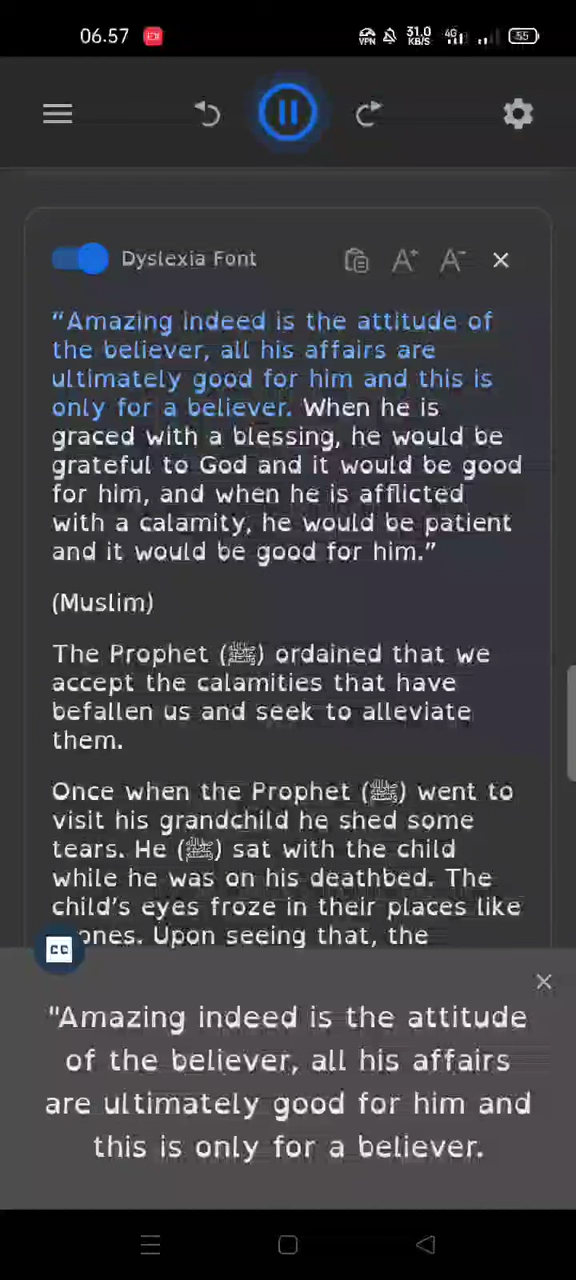 06.57
VPN
31.0
KB/S
4G
55
Dyslexia Font
A+
A-
“Amazing indeed is the attitude of
the believer, all his affairs are
ultimately good for him and this is
only for a believer. When he is
graced with a blessing, he would be
grateful to God and it would be good
for him, and when he is afflicted
with a calamity, he would be patient
and it would be good for him.”
(Muslim)
The Prophet (ﷺ) ordained that we
accept the calamities that have
befallen us and seek to alleviate
them.
Once when the Prophet (ﷺ) went to
visit his grandchild he shed some
tears. He (ﷺ) sat with the child
while he was on his deathbed. The
child’s eyes froze in their places like
ones. Upon seeing that, the
CC
"Amazing indeed is the attitude
of the believer, all his affairs
are ultimately good for him and
this is only for a believer.